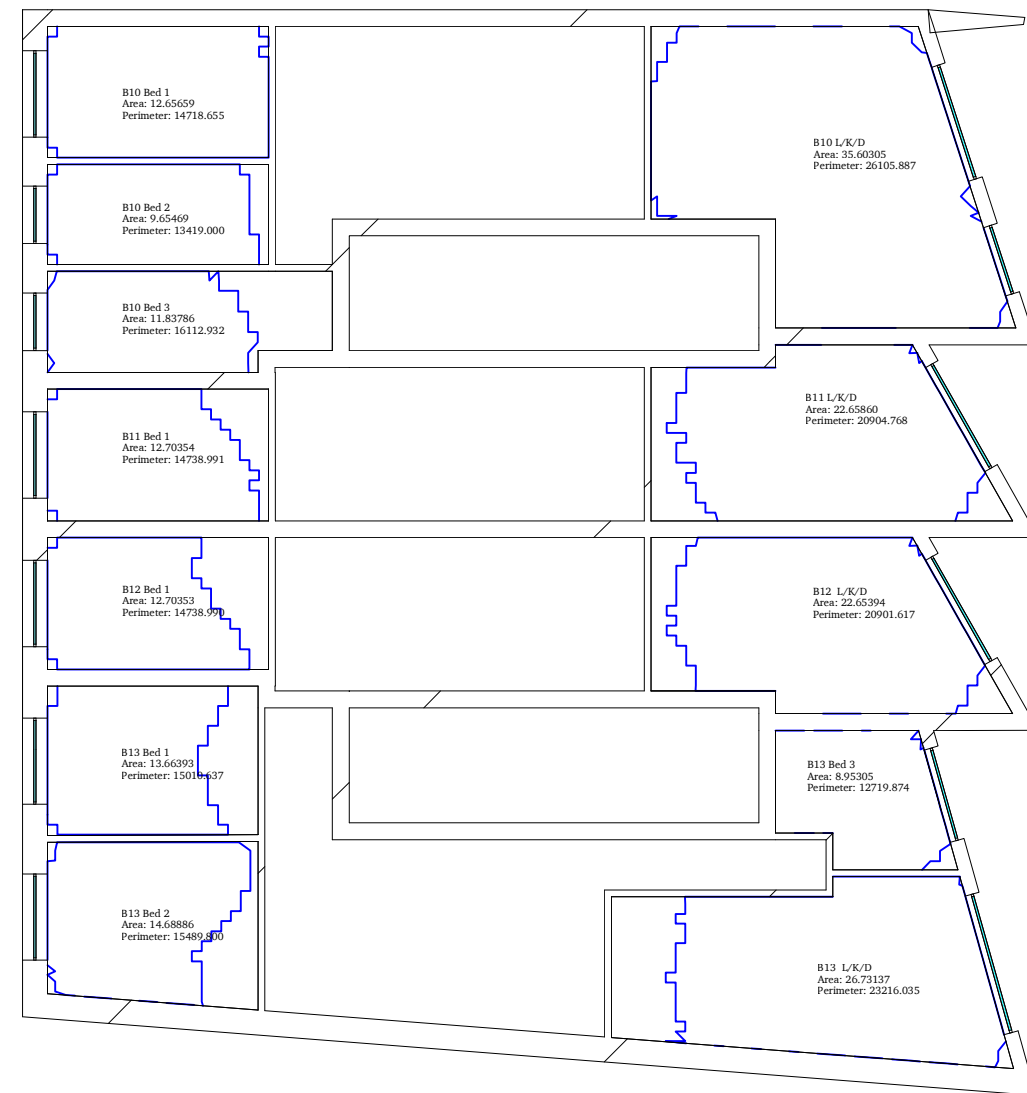 B10 Bed 1
Area: 12.65659
Perimeter: 14718.655
B10 L/K/D
Area: 35.60305
Perimeter: 26105.887
B10 Bed 2
Area: 9.65469
Perimeter: 13419.000
B10 Bed 3
Area: 11.83786
Perimeter: 16112.932
B11 L/K/D
Area: 22.65860
Perimeter: 20904.768
B11 Bed 1
Area: 12.70354
Perimeter: 14738.991
B12 Bed 1
Area: 12.70353
Perimeter: 14738.990
B12 L/K/D
Area: 22.65394
Perimeter: 20901.617
B13 Bed 1
Area: 13.66393
Perimeter: 15010.637
B13 Bed 3
Area: 8.95305
Perimeter: 12719.874
B13 Bed 2
Area: 14.68886
Perimeter: 15489.800
B13 L/K/D
Area: 26.73137
Perimeter: 23216.035